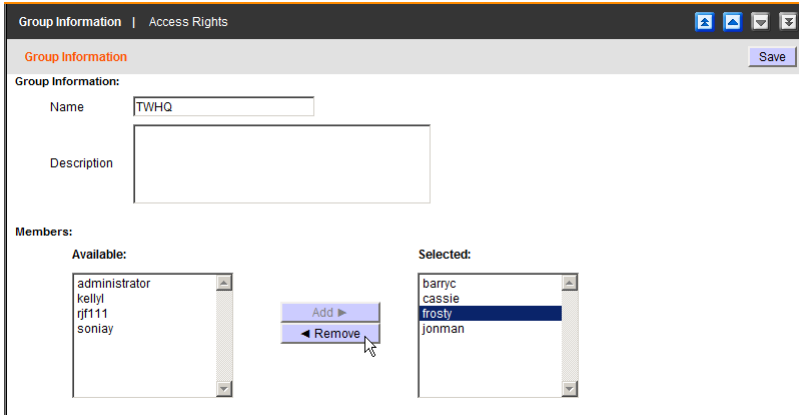 Group Information | Access Rights
Group Information
Save
Group Information:
Name
TWHQ
Description
Members:
Available:
Selected:
administrator
kellyl
rjf111
soniay
Add ►
◄ Remove
barryc
cassie
frosty
jonman